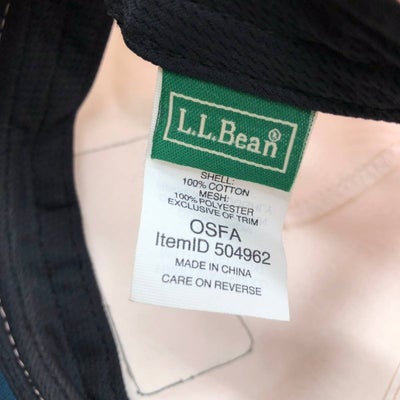 L.L.Bean®
SHELL:
100% COTTON
MESH:
100% POLYESTER
EXCLUSIVE OF TRIM
OSFA
ItemID 504962
MADE IN CHINA
CARE ON REVERSE